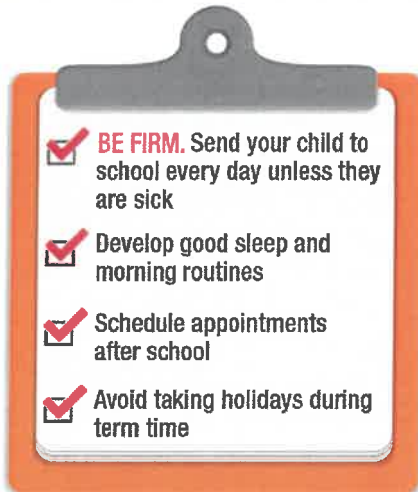 BE FIRM. Send your child to
school every day unless they
are sick
Develop good sleep and
morning routines
Schedule appointments
after school
Avoid taking holidays during
term time